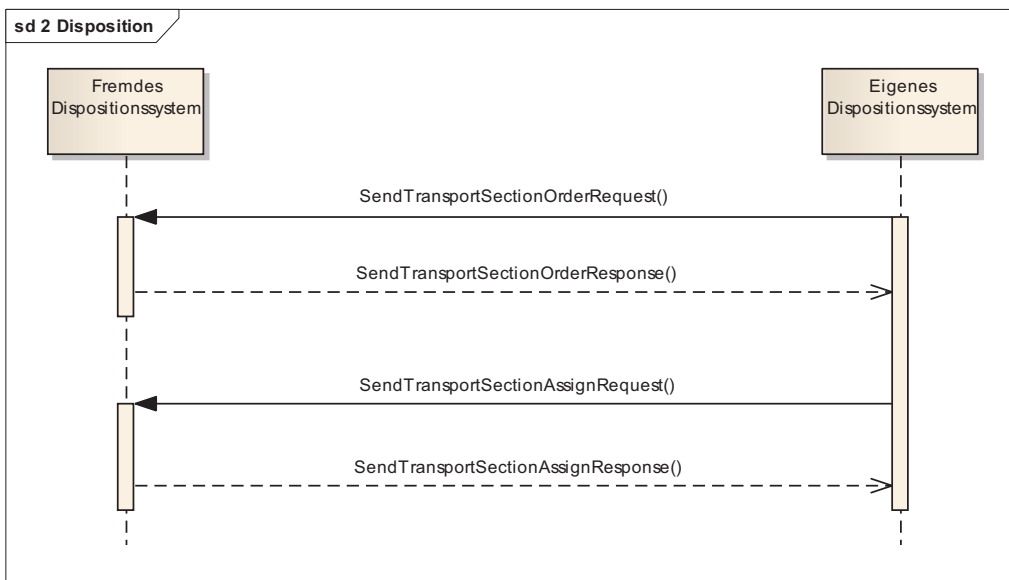 sd 2 Disposition
Fremdes
Dispositionssystem
Eigenes
Dispositionssystem
SendTransportSectionOrderRequest()
SendTransportSectionOrderResponse()
SendTransportSectionAssignRequest()
SendTransportSectionAssignResponse()